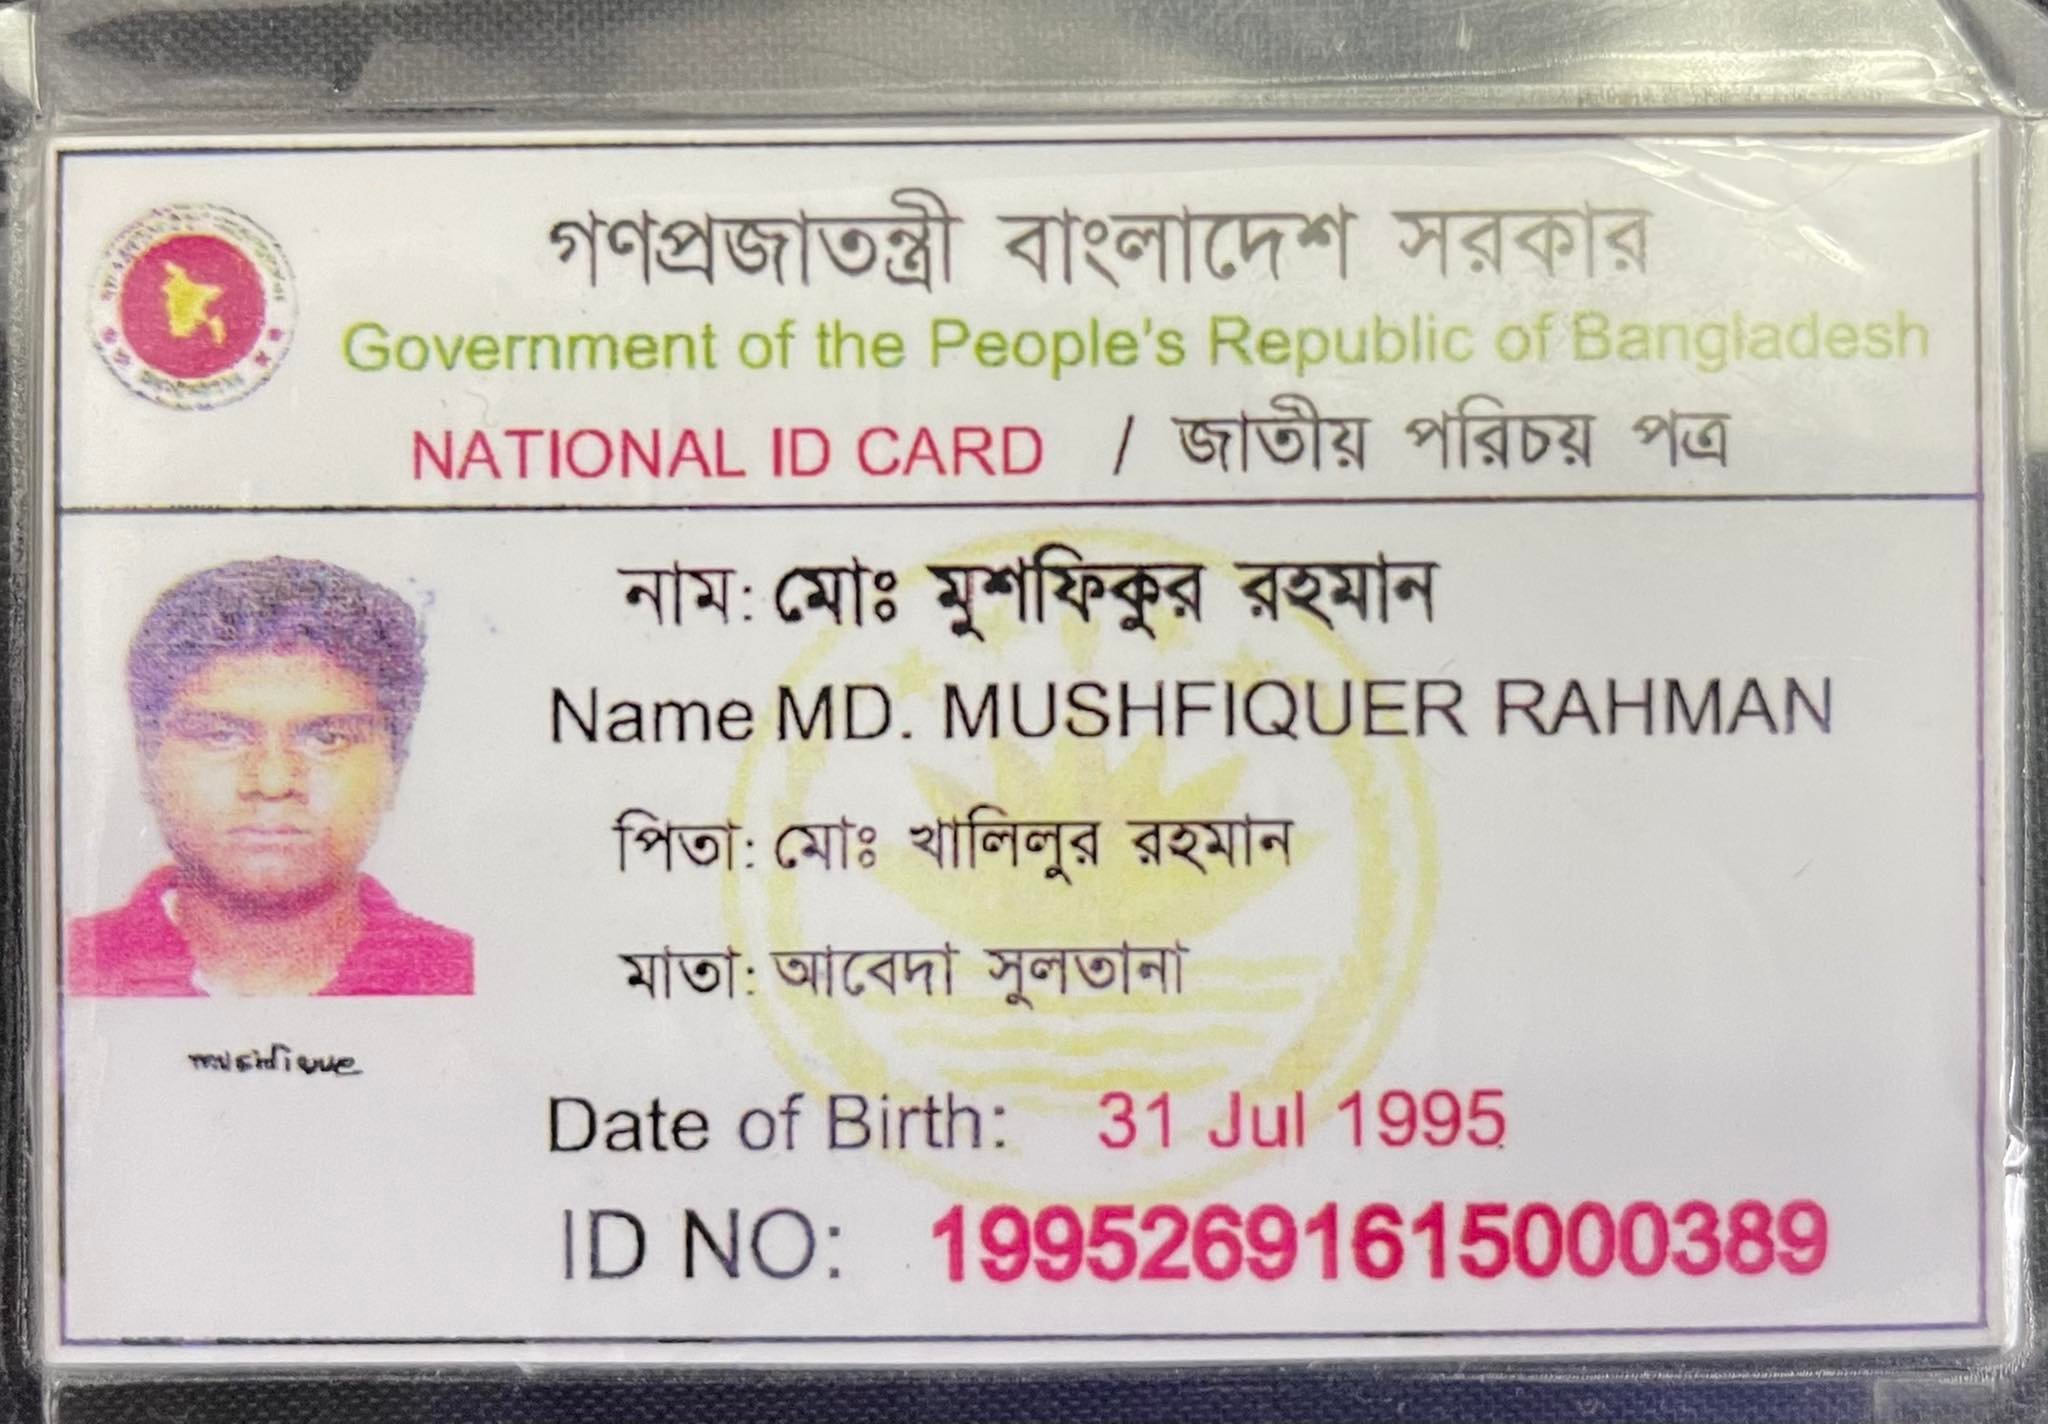 গণপ্রজাতন্ত্রী বাংলাদেশ সরকার
Government of the People's Republic of Bangladesh
NATIONAL ID CARD / জাতীয় পরিচয় পত্র
নাম: মোঃ মুশফিকুর রহমান
Name MD. MUSHFIQUER RAHMAN
পিতা: মোঃ খালিলুর রহমান
মাতা: আবেদা সুলতানা
Date of Birth: 31 Jul 1995
ID NO: 19952691615000389